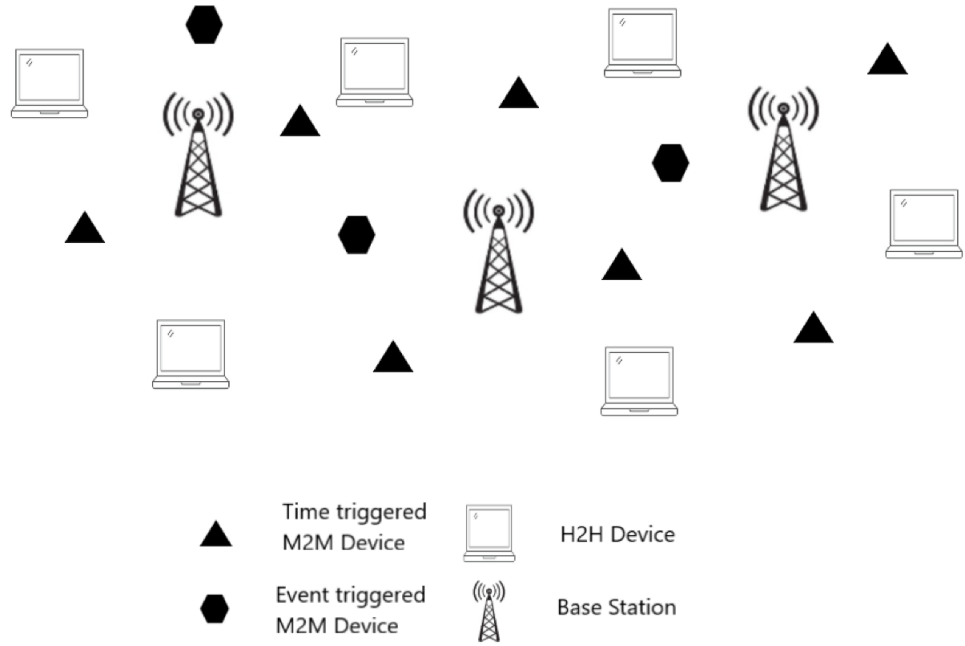 Time triggered
M2M Device
H2H Device
Event triggered
M2M Device
Base Station